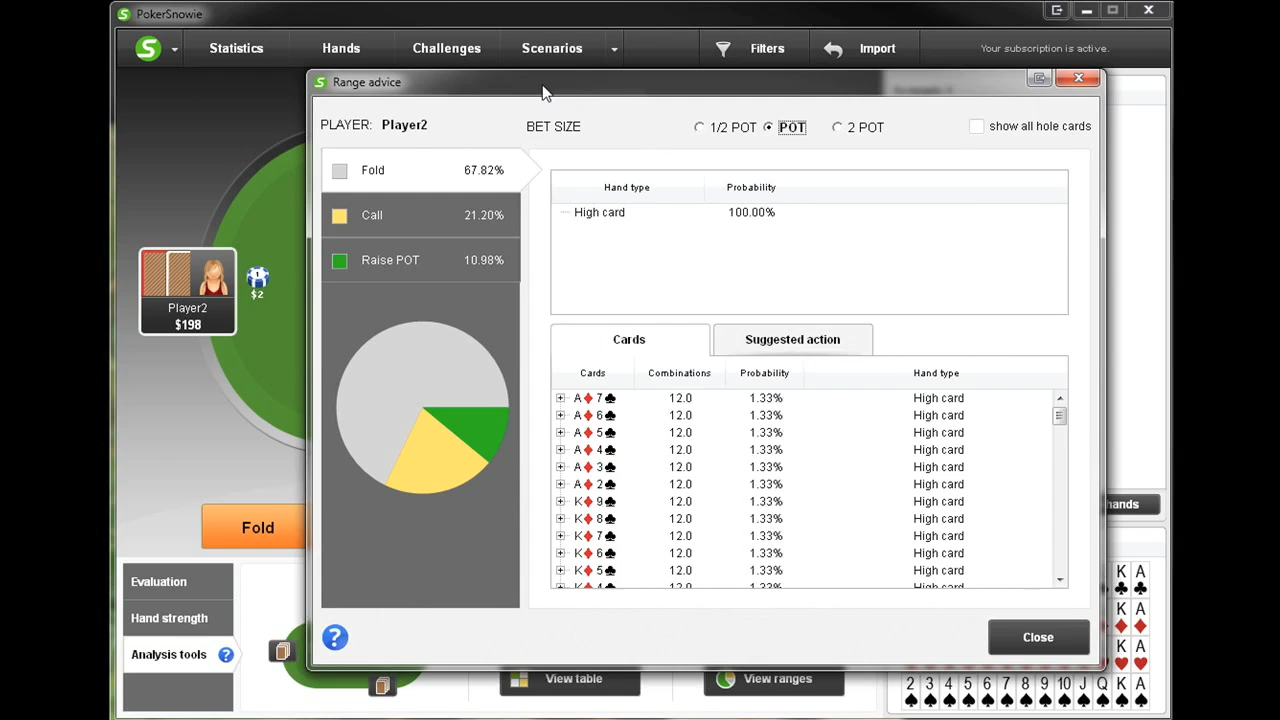 PokerSnowie
Statistics Hands Challenges Scenarios Filters Import Your subscription is active.
Range advice
PLAYER: Player2 BET SIZE 1/2 POT POT 2 POT show all hole cards
Fold 67.82%
Call 21.20%
Raise POT 10.98%
Hand type Probability
High card 100.00%
Cards Suggested action
Cards Combinations Probability Hand type
A♦ 7♣ 12.0 1.33% High card
A♦ 6♣ 12.0 1.33% High card
A♦ 5♣ 12.0 1.33% High card
A♦ 4♣ 12.0 1.33% High card
A♦ 3♣ 12.0 1.33% High card
A♦ 2♣ 12.0 1.33% High card
K♦ 9♣ 12.0 1.33% High card
K♦ 8♣ 12.0 1.33% High card
K♦ 7♣ 12.0 1.33% High card
K♦ 6♣ 12.0 1.33% High card
K♦ 5♣ 12.0 1.33% High card
K♦ 4♣ 12.0 1.33% High card
1
$2
Player2
$198
hands
Fold
Evaluation
Hand strength
Analysis tools ?
? Close
View table View ranges
K A
K A
K A
2 3 4 5 6 7 8 9 10 J Q K A